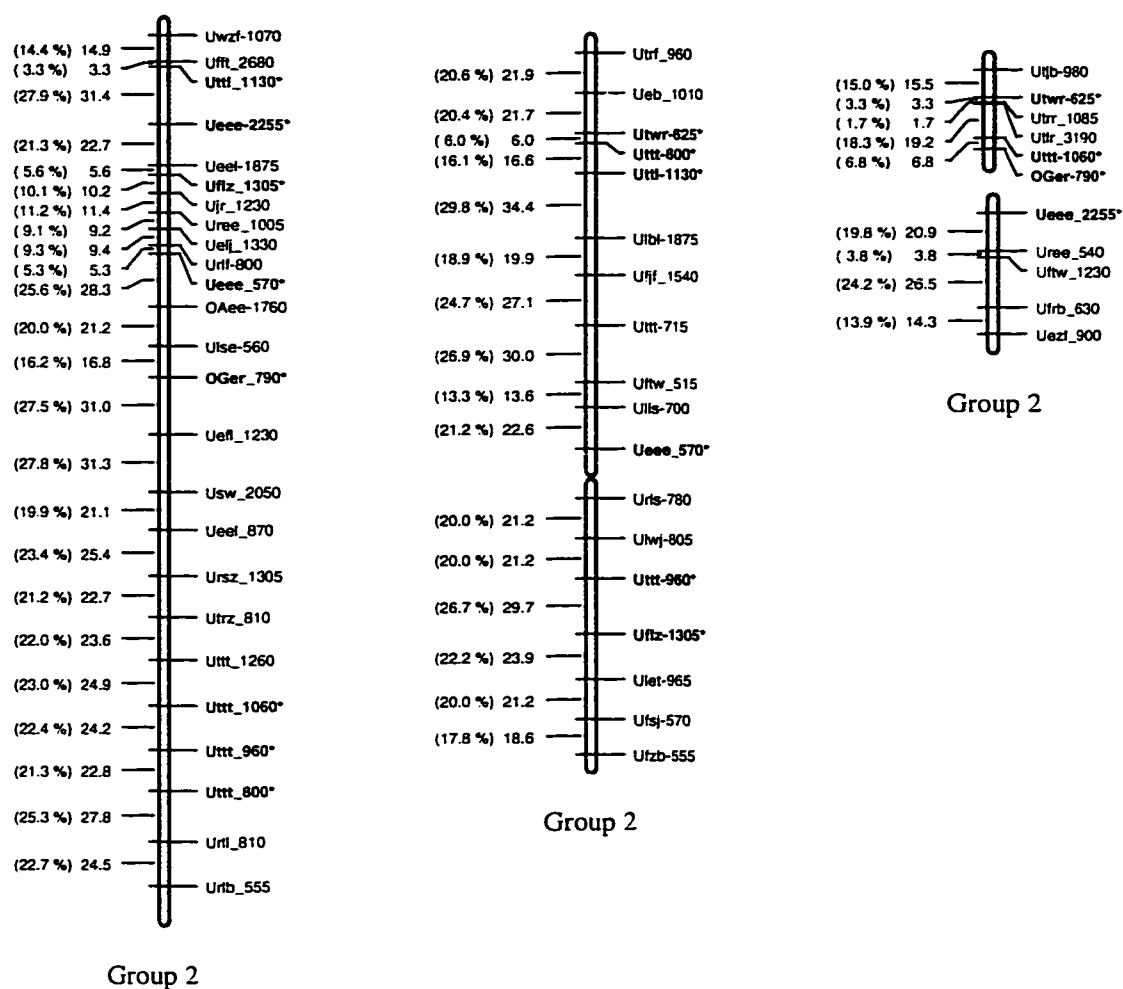 Uwzf-1070
(14.4 %) 14.9
Ufft_2680
( 3.3 %) 3.3
Uttl_1130*
(27.9 %) 31.4
Ueee-2255*
(21.3 %) 22.7
Ueel-1875
( 5.6 %) 5.6
Uflz_1305*
(10.1 %) 10.2
Ujr_1230
(11.2 %) 11.4
Uree_1005
( 9.1 %) 9.2
Uelj_1330
( 9.3 %) 9.4
Urlf-800
( 5.3 %) 5.3
Ueee_570*
(25.6 %) 28.3
OAee-1760
(20.0 %) 21.2
Ulse-560
(16.2 %) 16.8
OGer_790*
(27.5 %) 31.0
Uefl_1230
(27.8 %) 31.3
Usw_2050
(19.9 %) 21.1
Ueel_870
(23.4 %) 25.4
Ursz_1305
(21.2 %) 22.7
Utrz_810
(22.0 %) 23.6
Uttt_1260
(23.0 %) 24.9
Uttt_1060*
(22.4 %) 24.2
Uttt_960*
(21.3 %) 22.8
Uttt_800*
(25.3 %) 27.8
Urll_810
(22.7 %) 24.5
Urlb_555
Group 2
Utrf_960
(20.6 %) 21.9
Ueb_1010
(20.4 %) 21.7
Utwr-625*
( 6.0 %) 6.0
Uttt-800*
(16.1 %) 16.6
Uttl-1130*
(29.8 %) 34.4
Ulbl-1875
(18.9 %) 19.9
Ufjf_1540
(24.7 %) 27.1
Uttt-715
(26.9 %) 30.0
Uftw_515
(13.3 %) 13.6
Ulls-700
(21.2 %) 22.6
Ueee_570*
Urls-780
(20.0 %) 21.2
Ulwj-805
(20.0 %) 21.2
Uttt-960*
(26.7 %) 29.7
Uflz-1305*
(22.2 %) 23.9
Ulet-965
(20.0 %) 21.2
Ufsj-570
(17.8 %) 18.6
Ufzb-555
Group 2
Utjb-980
(15.0 %) 15.5
Utwr-625*
( 3.3 %) 3.3
Utrr_1085
( 1.7 %) 1.7
Utlr_3190
(18.3 %) 19.2
Uttt-1060*
( 6.8 %) 6.8
OGer-790*
Ueee_2255*
(19.8 %) 20.9
Uree_540
( 3.8 %) 3.8
Uftw_1230
(24.2 %) 26.5
Ufrb_630
(13.9 %) 14.3
Uezf_900
Group 2